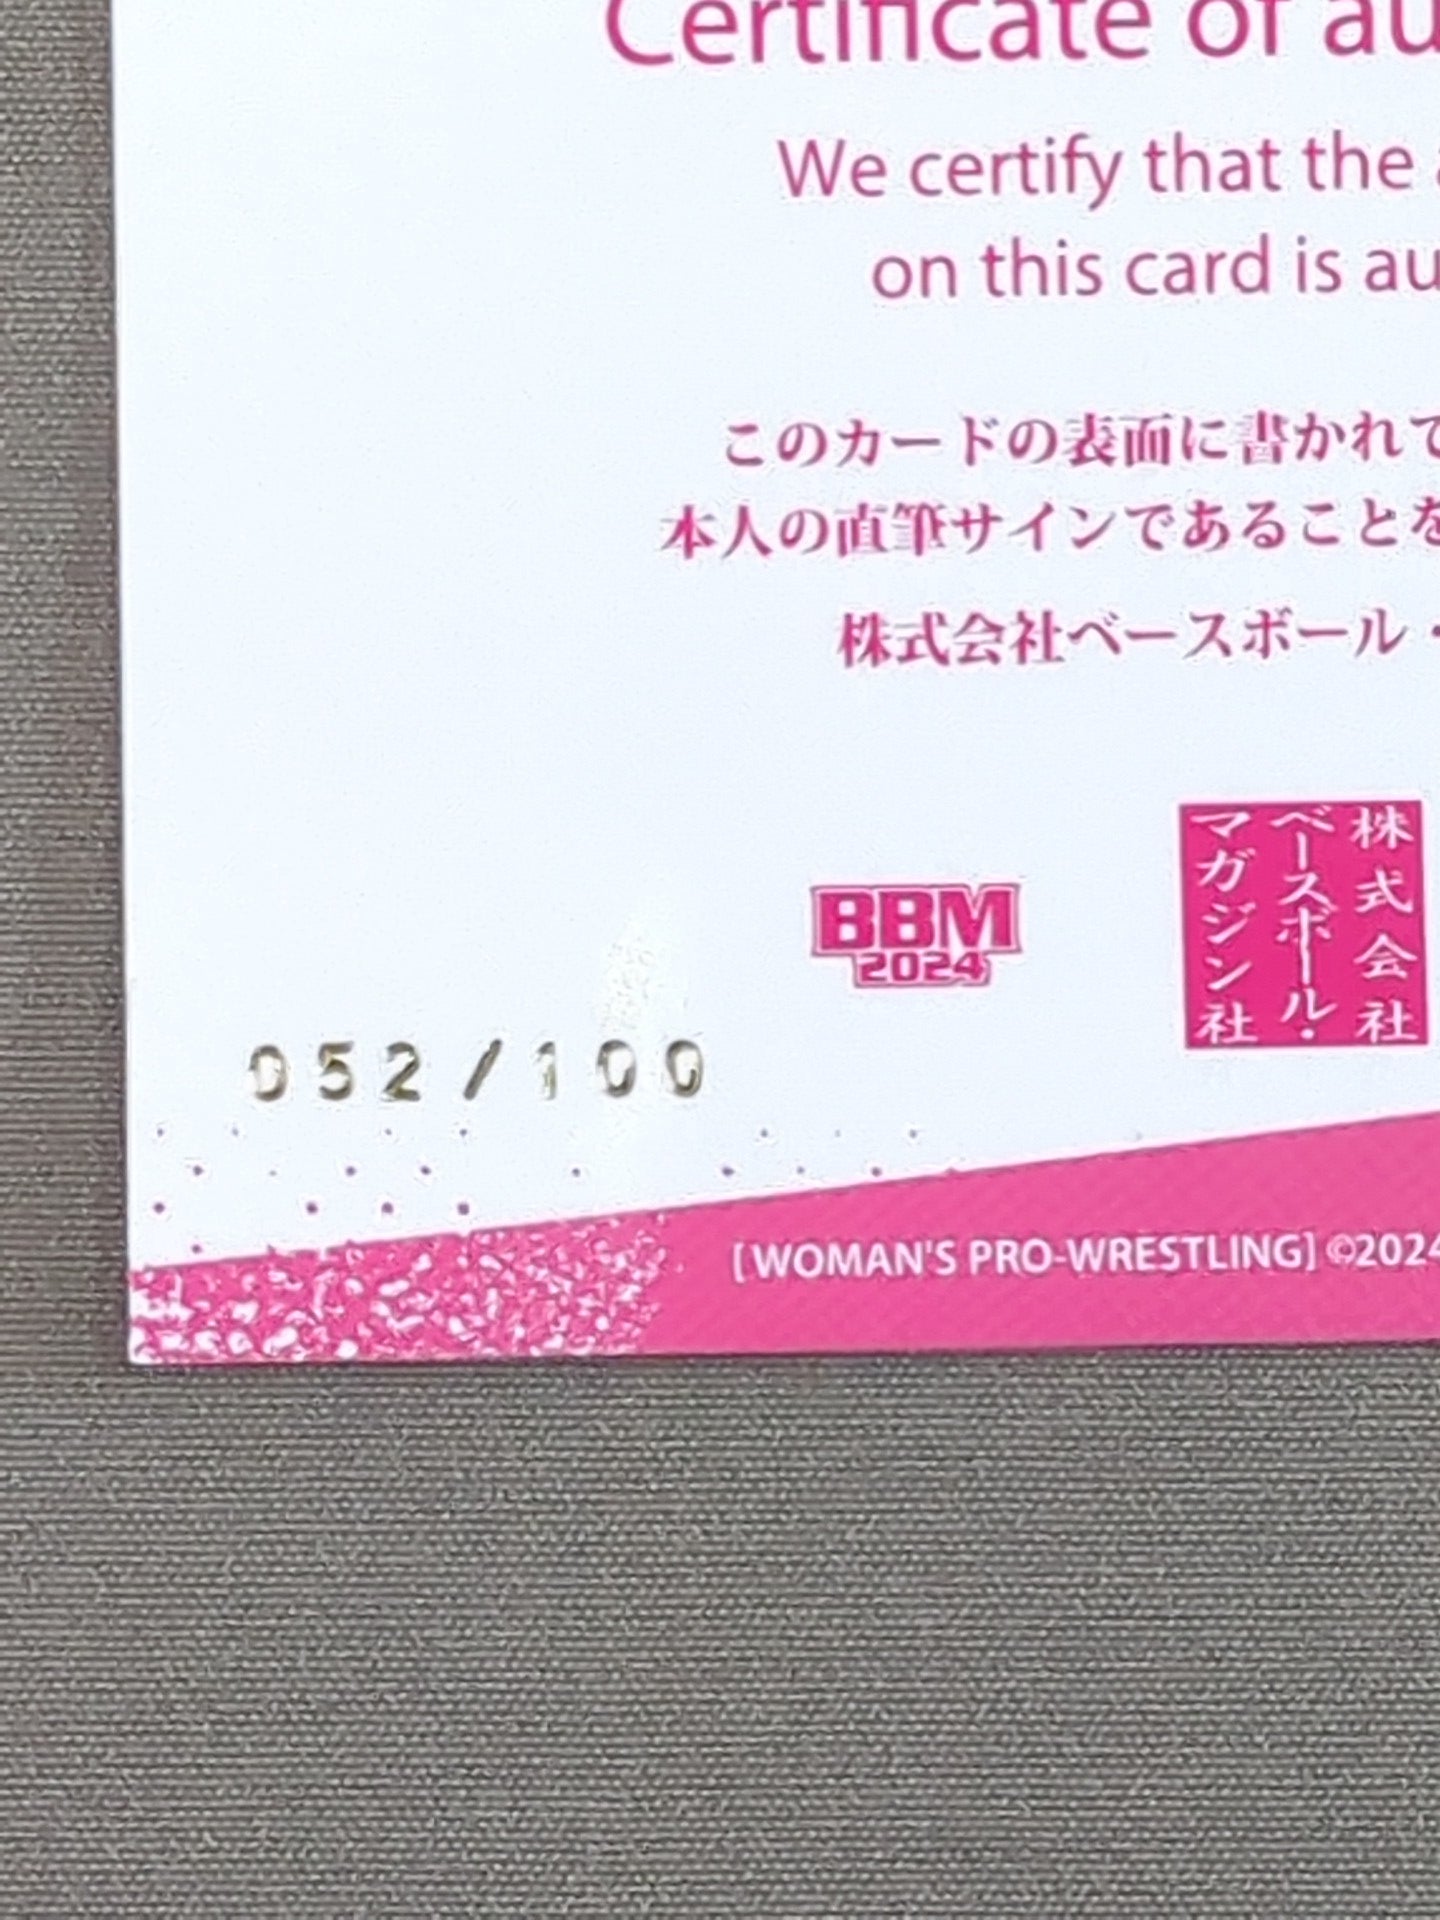 Certificate of au
We certify that the a
on this card is au
このカードの表面に書かれて
本人の直筆サインであることを
株式会社ベースボール・
BBM
2024
株式会社
ベースボール・
マガジン社
052/100
[WOMAN'S PRO-WRESTLING] ©2024